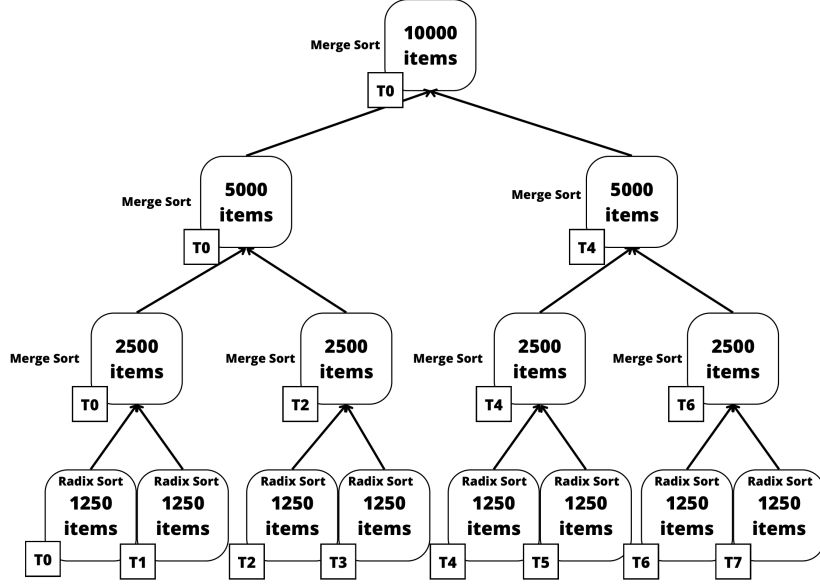 10000
items
Merge Sort
T0
5000
items
Merge Sort
T0
5000
items
Merge Sort
T4
2500
items
Merge Sort
T0
2500
items
Merge Sort
T2
2500
items
Merge Sort
T4
2500
items
Merge Sort
T6
Radix Sort
1250
items
T0
Radix Sort
1250
items
T1
Radix Sort
1250
items
T2
Radix Sort
1250
items
T3
Radix Sort
1250
items
T4
Radix Sort
1250
items
T5
Radix Sort
1250
items
T6
Radix Sort
1250
items
T7